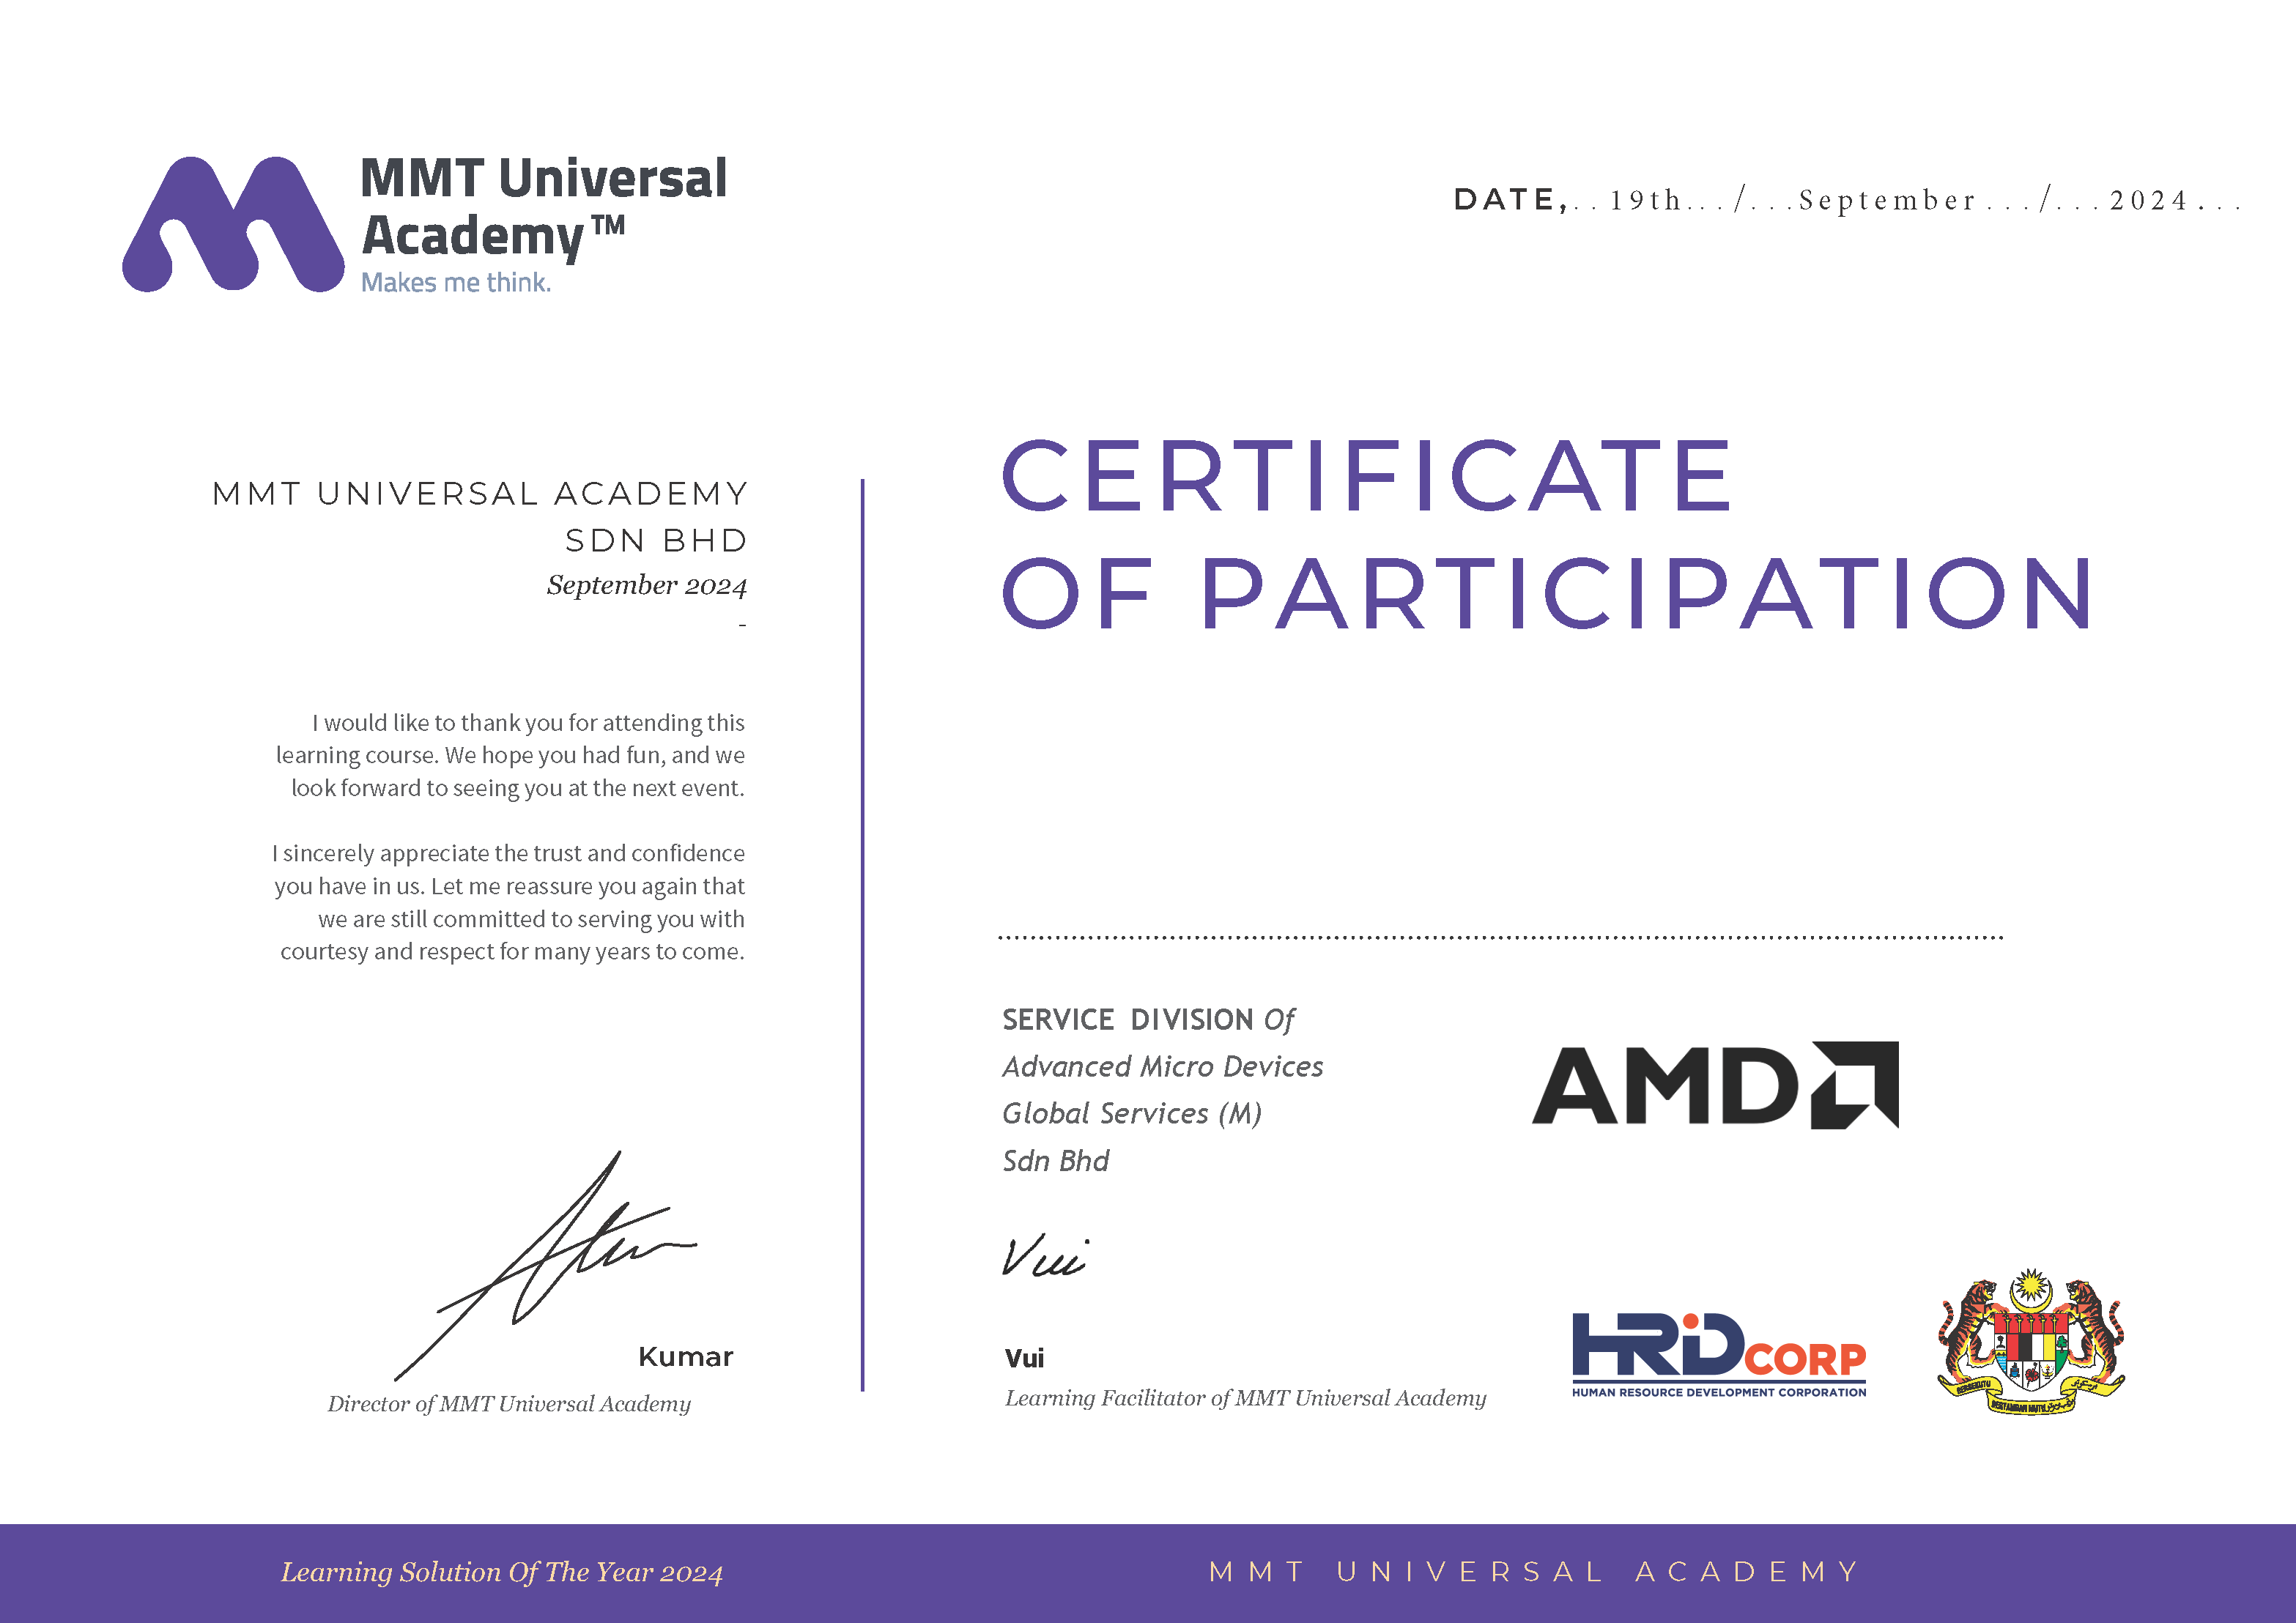 MMT Universal
Academy™
Makes me think.
DATE,. . 19th. . . /. . . September . . . /. . . 2024 . . .
MMT UNIVERSAL ACADEMY
SDN BHD
September 2024
-
I would like to thank you for attending this
learning course. We hope you had fun, and we
look forward to seeing you at the next event.
I sincerely appreciate the trust and confidence
you have in us. Let me reassure you again that
we are still committed to serving you with
courtesy and respect for many years to come.
Kumar
Director of MMT Universal Academy
CERTIFICATE
OF PARTICIPATION
SERVICE DIVISION Of
Advanced Micro Devices
Global Services (M)
Sdn Bhd
AMD
Vui
Vui
Learning Facilitator of MMT Universal Academy
HRD CORP
HUMAN RESOURCE DEVELOPMENT CORPORATION
BERSEKUTU
BERTAMBAH MUTU
Learning Solution Of The Year 2024
MMT UNIVERSAL ACADEMY